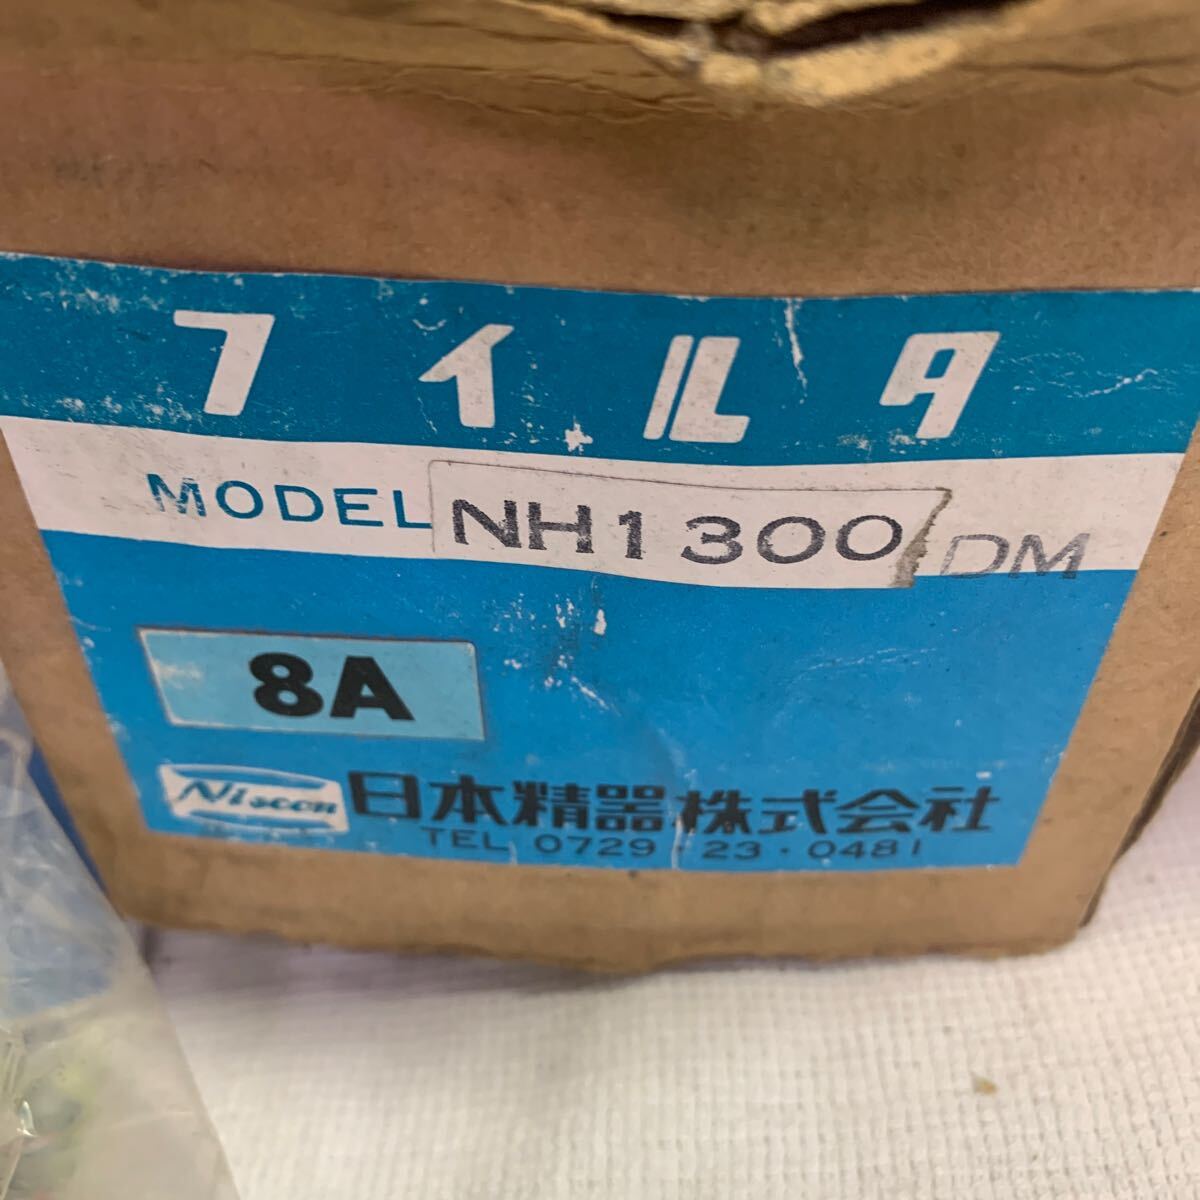 フイルタ
MODEL NH1300/DM
8A
Niscon 日本精器株式会社
TEL 0729・23・0481